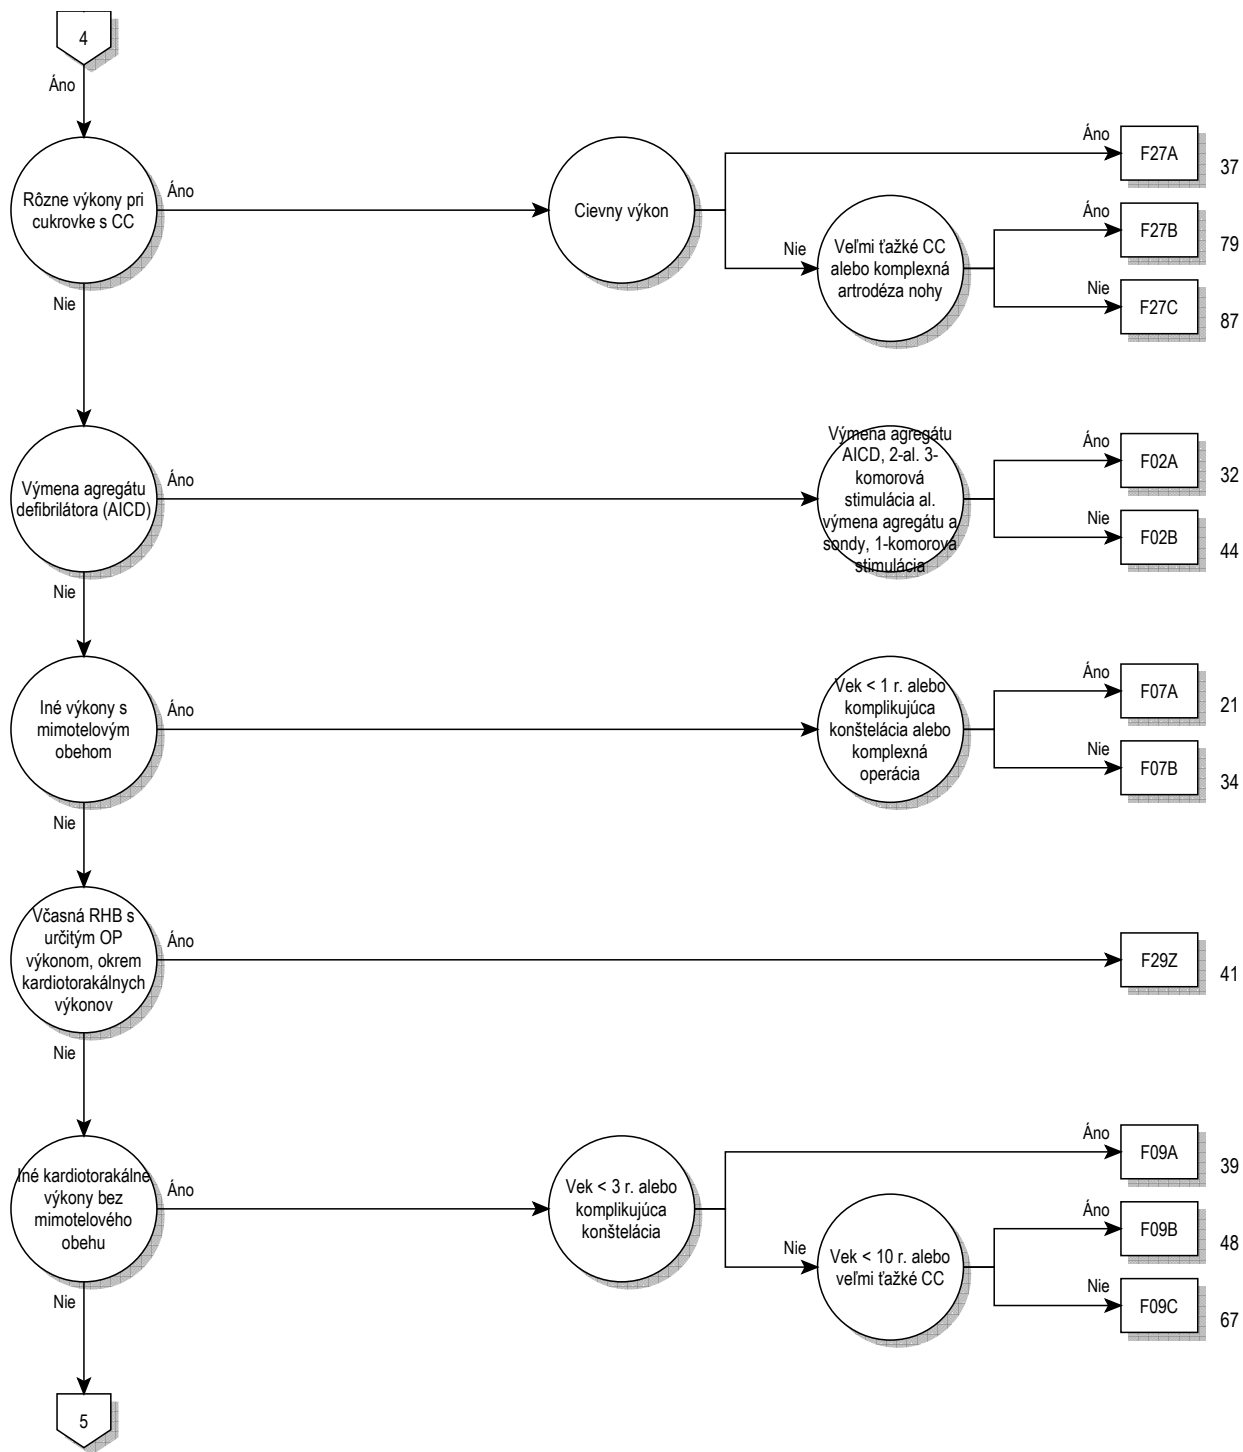 4
Áno
Rôzne výkony pri
cukrovke s CC
Áno
Cievny výkon
Áno
F27A
37
Nie
Veľmi ťažké CC
alebo komplexná
artrodéza nohy
Áno
F27B
79
Nie
F27C
87
Nie
Výmena agregátu
defibrilátora (AICD)
Áno
Výmena agregátu
AICD, 2-al. 3-
komorová
stimulácia al.
výmena agregátu a
sondy, 1-komorová
stimulácia
Áno
F02A
32
Nie
F02B
44
Nie
Iné výkony s
mimotelovým
obehom
Áno
Vek < 1 r. alebo
komplikujúca
konštelácia alebo
komplexná
operácia
Áno
F07A
21
Nie
F07B
34
Nie
Včasná RHB s
určitým OP
výkonom, okrem
kardiotorakálnych
výkonov
Áno
F29Z
41
Nie
Iné kardiotorakálne
výkony bez
mimotelového
obehu
Áno
Vek < 3 r. alebo
komplikujúca
konštelácia
Áno
F09A
39
Nie
Vek < 10 r. alebo
veľmi ťažké CC
Áno
F09B
48
Nie
F09C
67
Nie
5